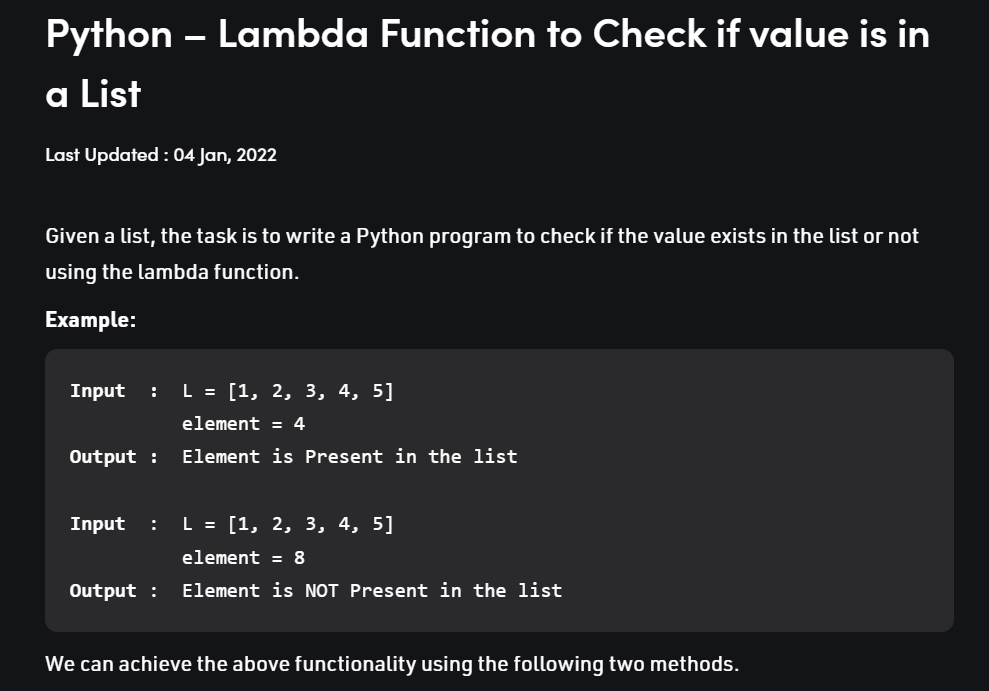 Python – Lambda Function to Check if value is in
a List
Last Updated : 04 Jan, 2022
Given a list, the task is to write a Python program to check if the value exists in the list or not
using the lambda function.
Example:
Input  :  L = [1, 2, 3, 4, 5]
          element = 4
Output :  Element is Present in the list
Input  :  L = [1, 2, 3, 4, 5]
          element = 8
Output :  Element is NOT Present in the list
We can achieve the above functionality using the following two methods.